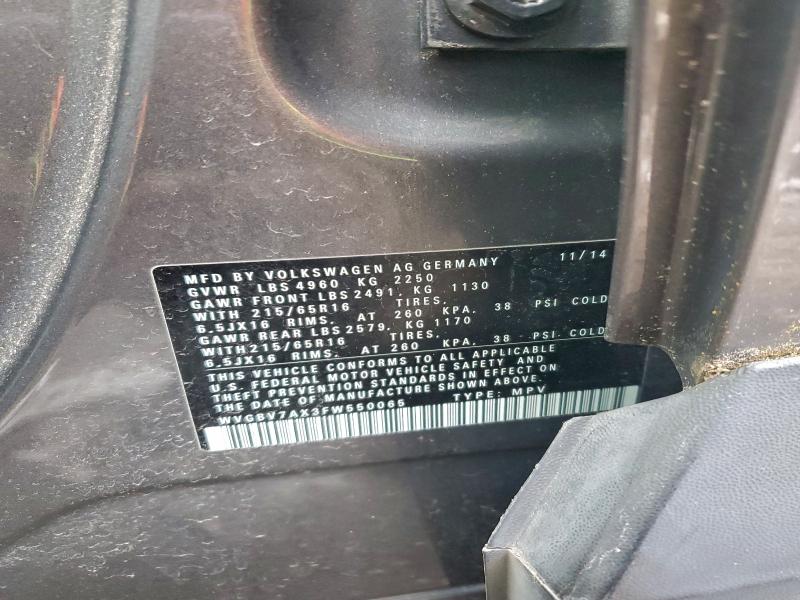 MFD BY VOLKSWAGEN AG GERMANY 11/14
GVWR LBS 4960 KG 2250
GAWR FRONT LBS 2491, KG 1130
WITH 215/65R16 TIRES.
6.5JX16 RIMS. AT 260 KPA. 38 PSI COLD
GAWR REAR LBS 2579, KG 1170
WITH 215/65R16 TIRES.
6.5JX16 RIMS. AT 260 KPA. 38 PSI COLD
THIS VEHICLE CONFORMS TO ALL APPLICABLE
U.S. FEDERAL MOTOR VEHICLE SAFETY AND
THEFT PREVENTION STANDARDS IN EFFECT ON
THE DATE OF MANUFACTURE SHOWN ABOVE.
WVGBV7AX3FW550065 TYPE: MPV